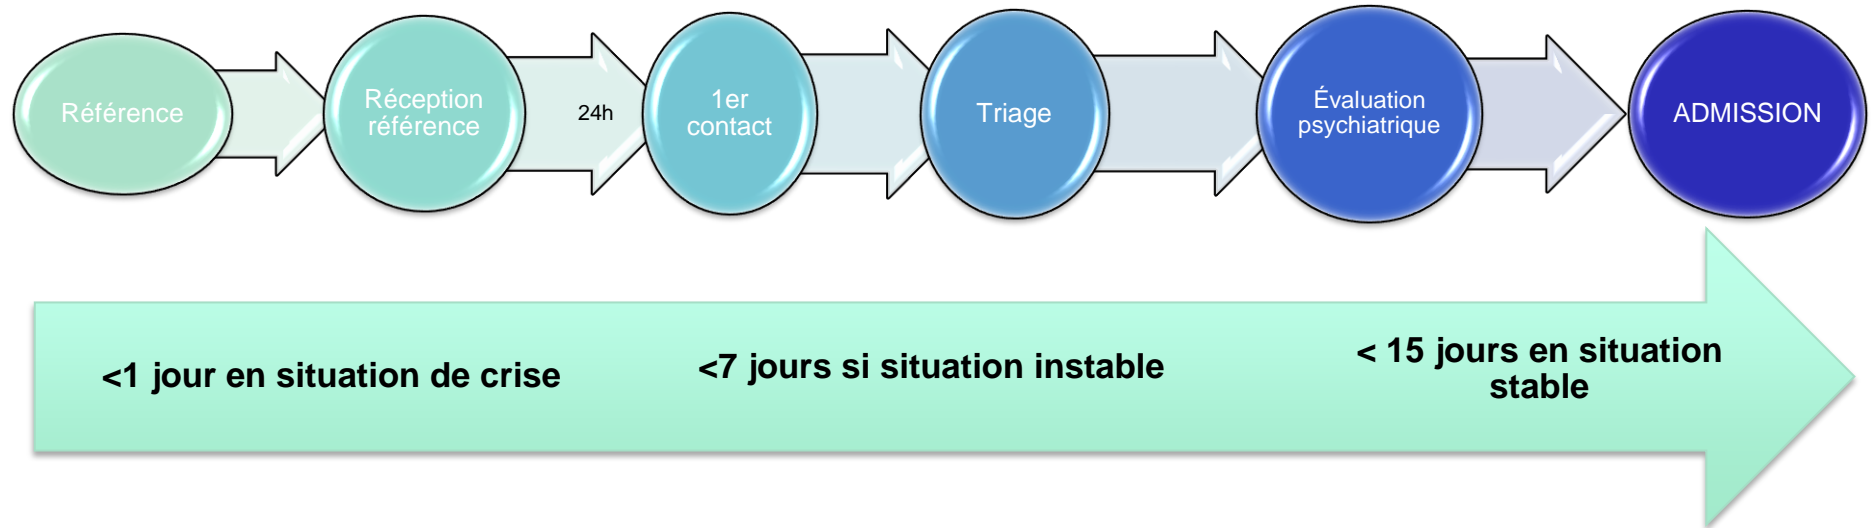 Référence
Réception
référence
24h
1er
contact
Triage
Évaluation
psychiatrique
ADMISSION
<1 jour en situation de crise
<7 jours si situation instable
< 15 jours en situation
stable